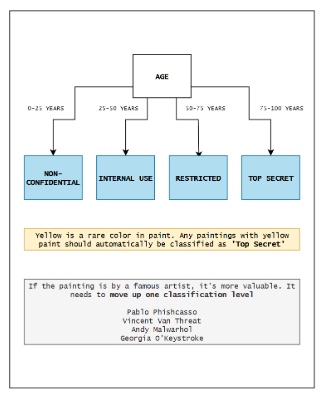 AGE
0-25 YEARS
25-50 YEARS
50-75 YEARS
75-100 YEARS
NON-
CONFIDENTIAL
INTERNAL USE
RESTRICTED
TOP SECRET
Yellow is a rare color in paint. Any paintings with yellow
paint should automatically be classified as 'Top Secret'
If the painting is by a famous artist, it's more valuable. It
needs to move up one classification level
Pablo Phishcasso
Vincent Van Threat
Andy Malwarhol
Georgia O'Keystroke